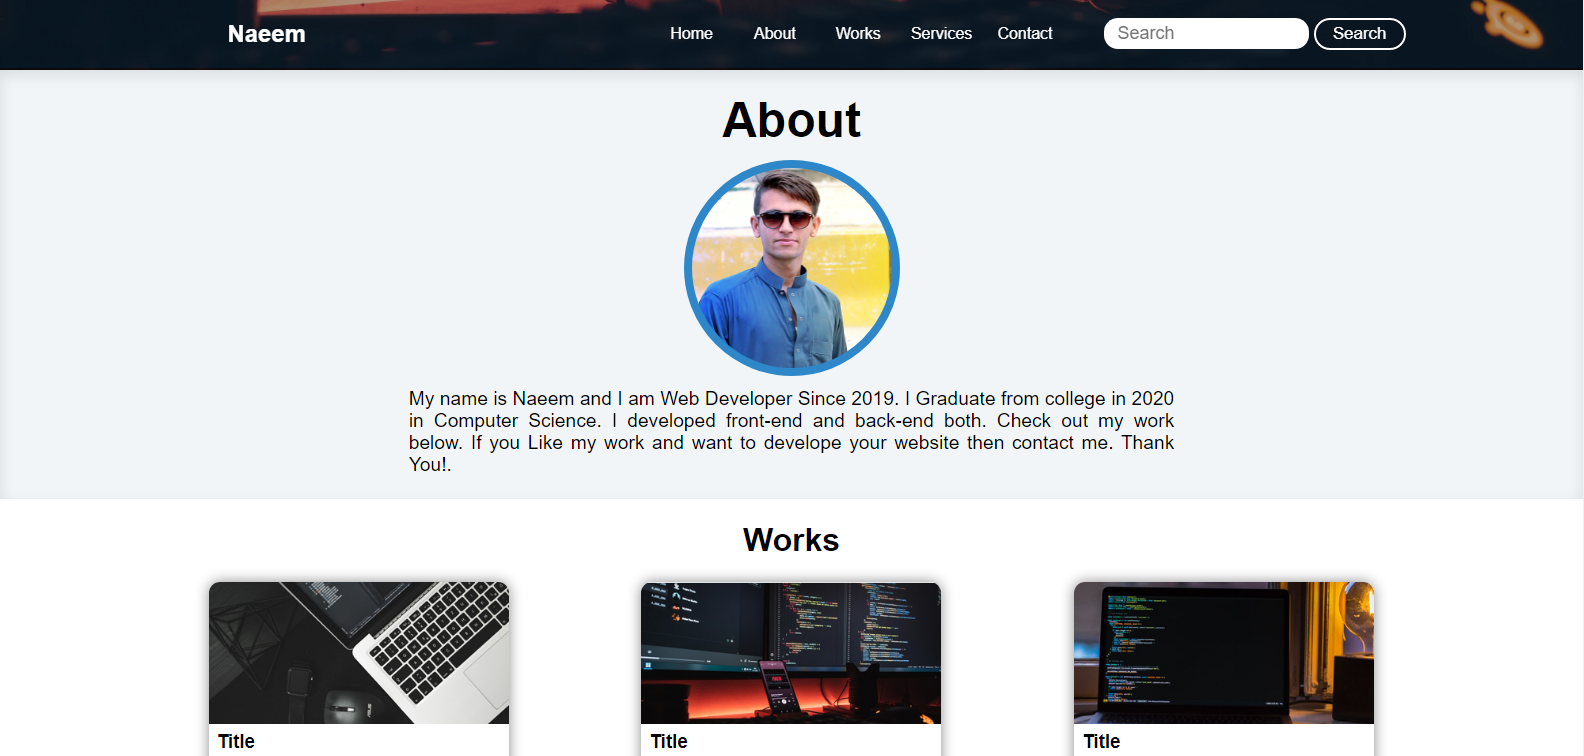 Naeem
Home About Works Services Contact Search Search
About
My name is Naeem and I am Web Developer Since 2019. I Graduate from college in 2020
in Computer Science. I developed front-end and back-end both. Check out my work
below. If you Like my work and want to develope your website then contact me. Thank
You!.
Works
Title
Title
Title